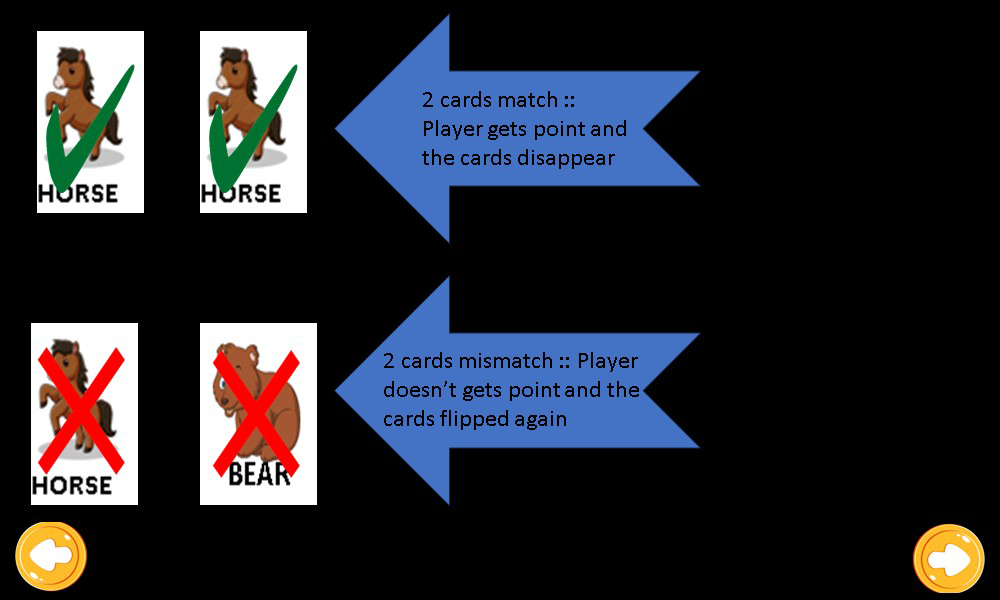 HORSE
HORSE
2 cards match ::
Player gets point and
the cards disappear
HORSE
BEAR
2 cards mismatch :: Player
doesn't gets point and the
cards flipped again